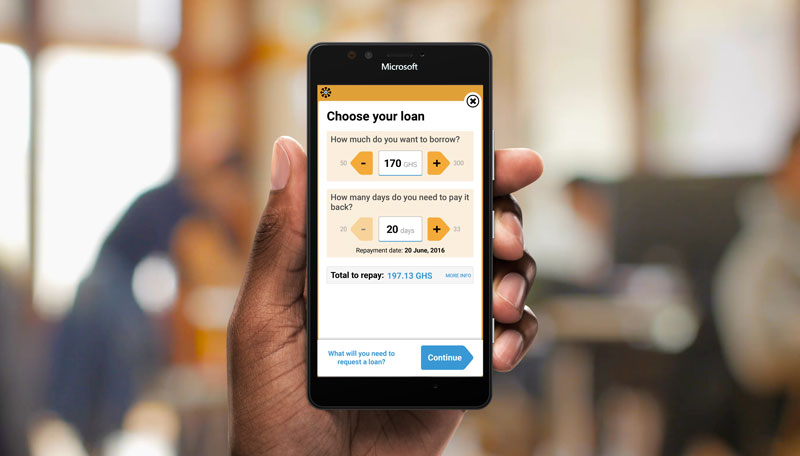 Microsoft
Choose your loan
How much do you want to borrow?
30 - 170 GHS + 300
How many days do you need to pay it
back?
20 - 20 days + 33
Repayment date: 20 June, 2016
Total to repay: 197.13 GHS MORE INFO
What will you need to
request a loan?
Continue